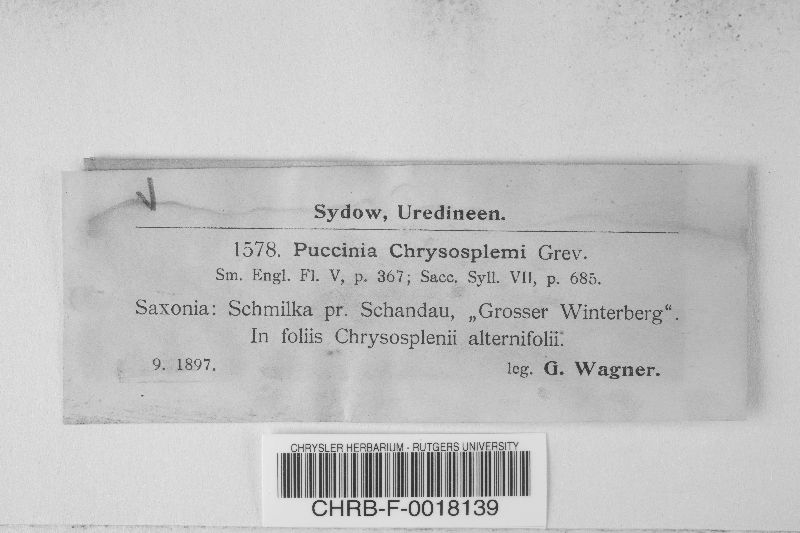 Sydow, Uredineen.
1578. Puccinia Chrysosplemi Grev.
Sm. Engl. Fl. V, p. 367; Sacc. Syll. VII, p. 685.
Saxonia: Schmilka pr. Schandau, „Grosser Winterberg“.
In foliis Chrysosplenii alternifolii.
9. 1897. leg. G. Wagner.
CHRYSLER HERBARIUM - RUTGERS UNIVERSITY
CHRB-F-0018139